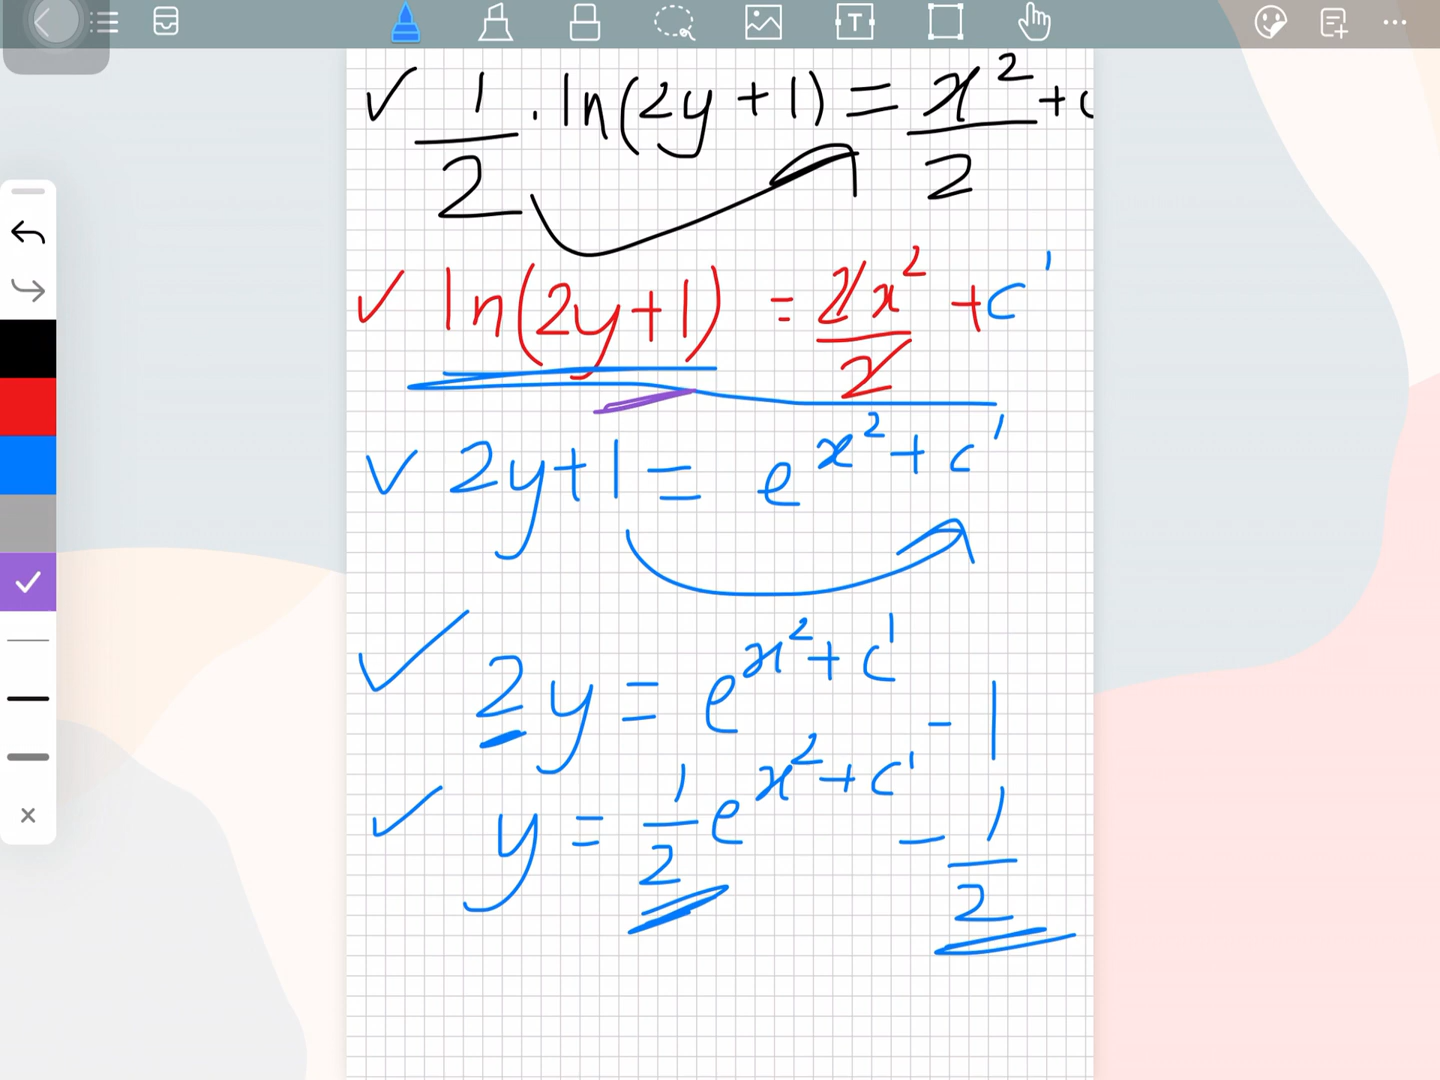 ✓ 1/2 · ln(2y + 1) = x²/2 + c
✓ ln(2y+1) = 2x²/2 + c'
✓ 2y+1 = e^(x² + c')
✓ 2y = e^(x² + c') - 1
✓ y = 1/2 e^(x² + c') - 1/2